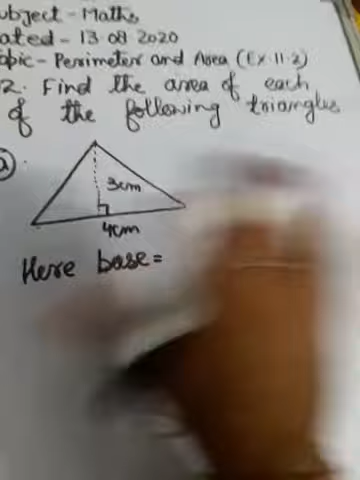 ubject - Maths
ated - 13.08 2020
opic - Perimeter and Area (Ex 11.2)
2. Find the area of each
of the following triangles
a
3cm
4cm
Here base =